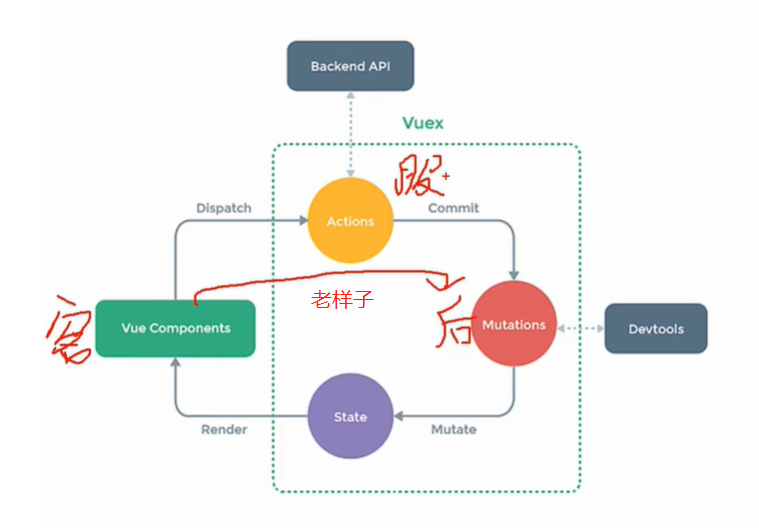 Backend API
Vuex
服
Dispatch
Actions
Commit
老样子
客
Vue Components
后
Mutations
Devtools
State
Render
Mutate